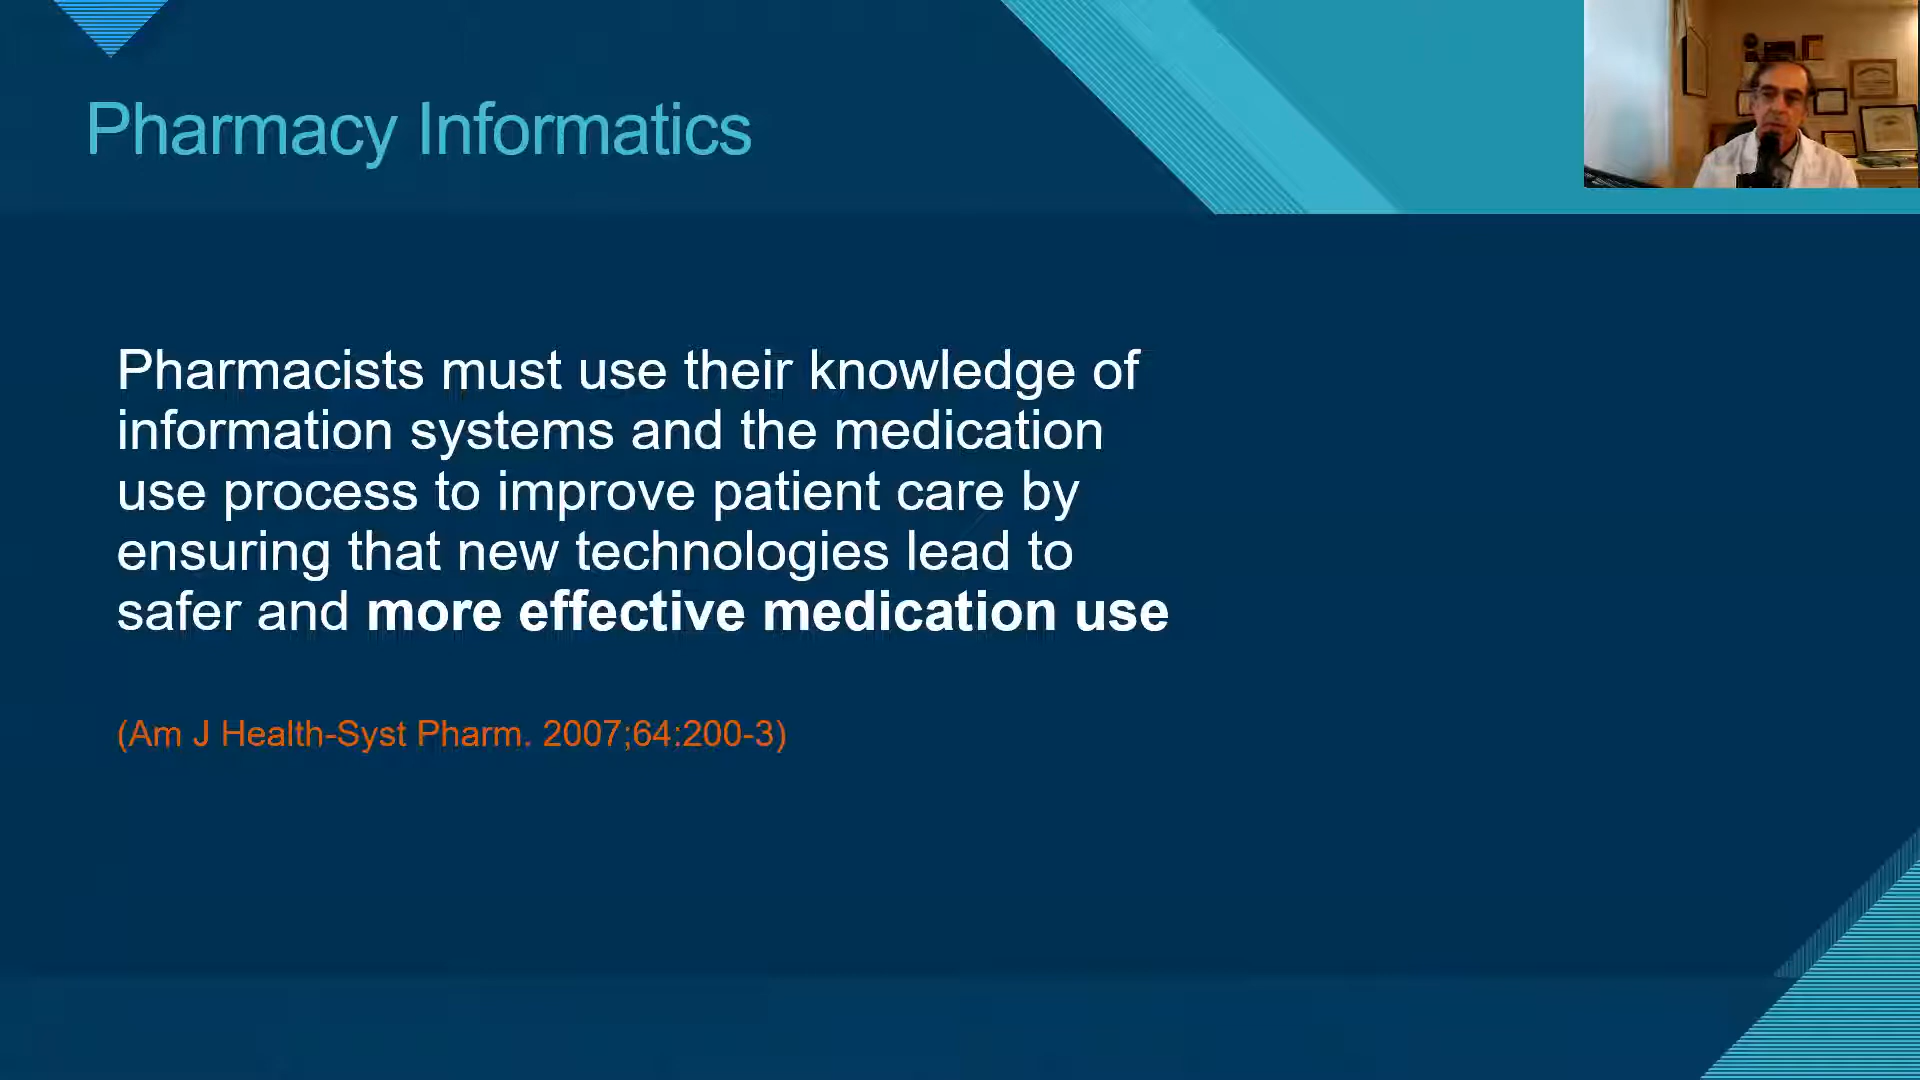 Pharmacy Informatics
Pharmacists must use their knowledge of
information systems and the medication
use process to improve patient care by
ensuring that new technologies lead to
safer and more effective medication use
(Am J Health-Syst Pharm. 2007;64:200-3)